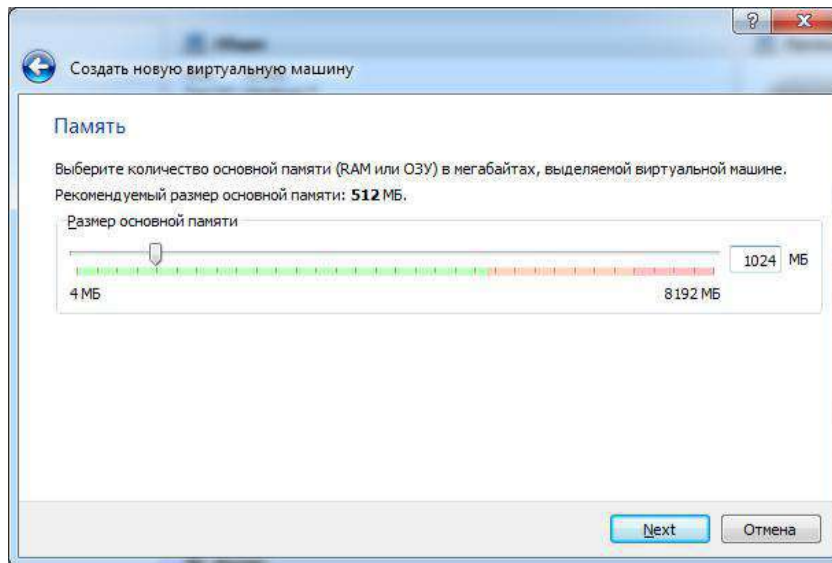 Создать новую виртуальную машину
Память
Выберите количество основной памяти (RAM или ОЗУ) в мегабайтах, выделяемой виртуальной машине.
Рекомендуемый размер основной памяти: 512 МБ.
Размер основной памяти
1024 МБ
4 МБ 8192 МБ
Next Отмена